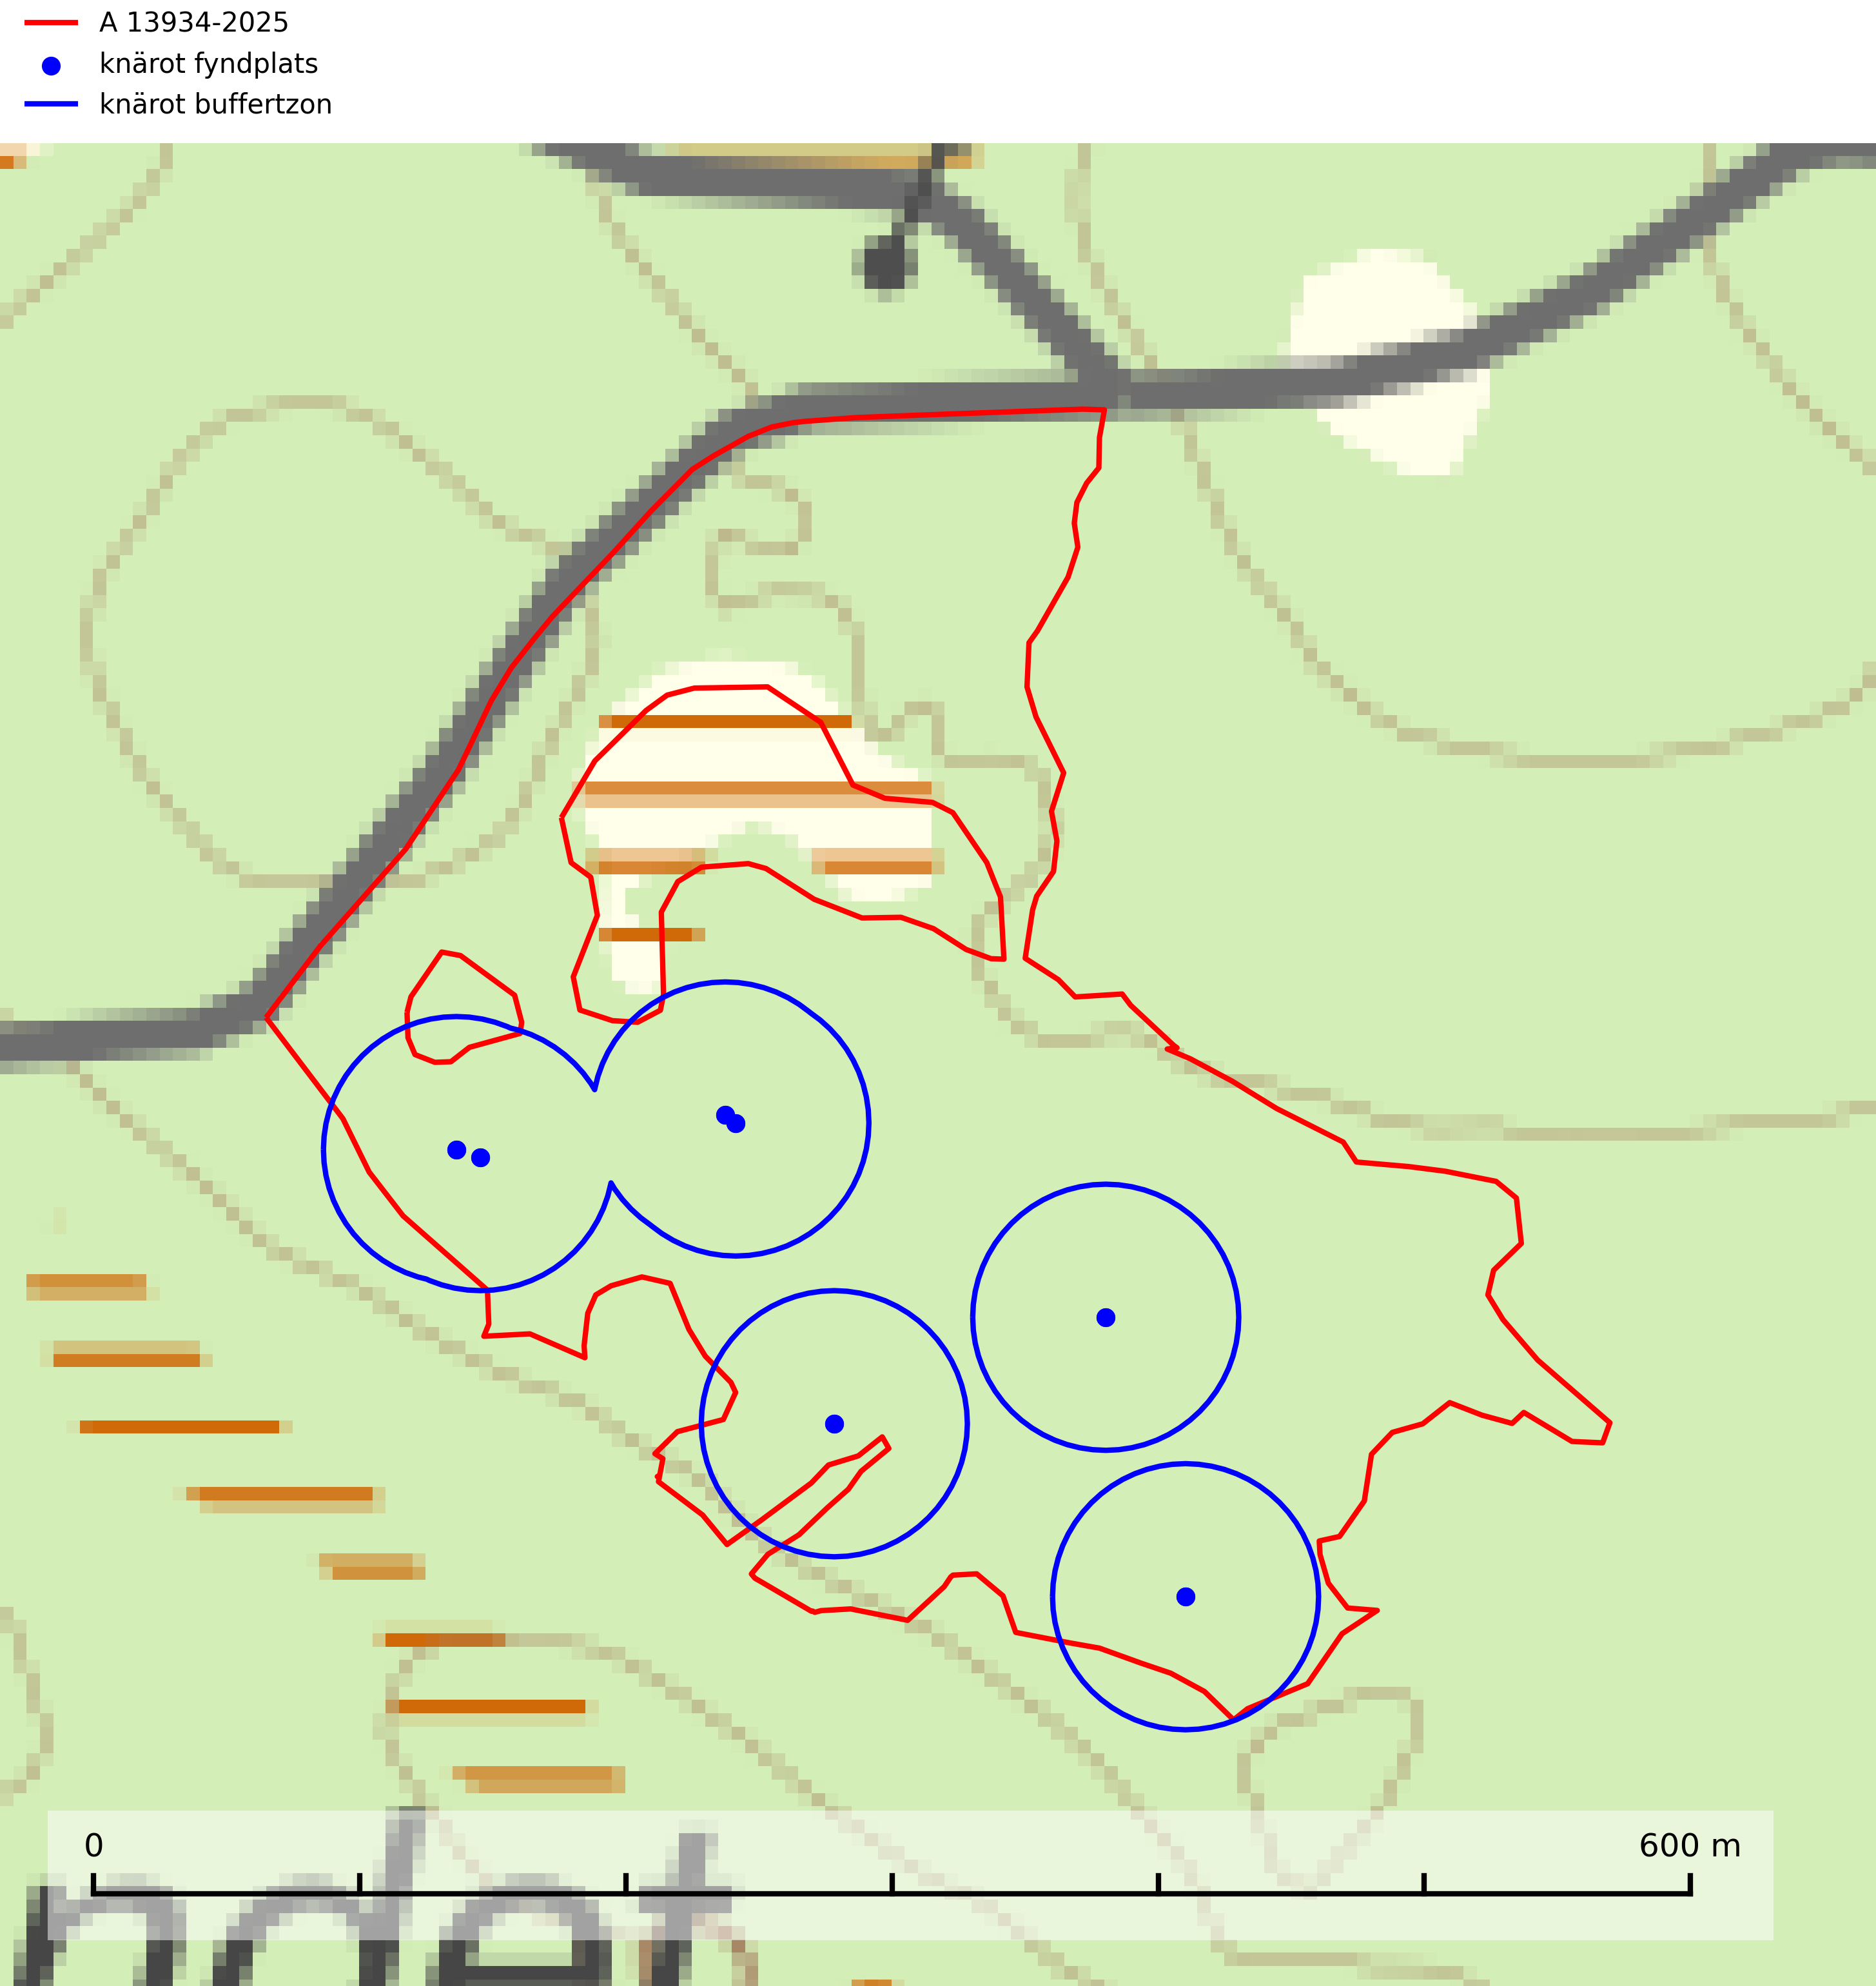 A 13934-2025
knärot fyndplats
knärot buffertzon
0 600 m